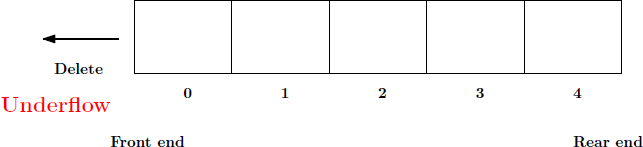 Delete
0 1 2 3 4
Underflow
Front end Rear end